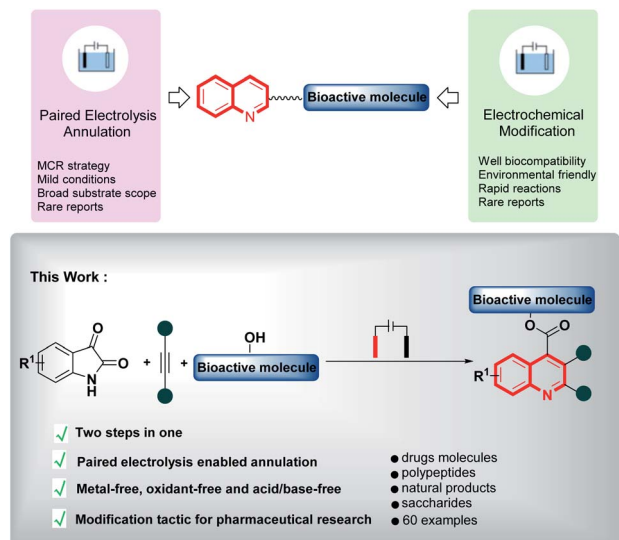 Paired Electrolysis
Annulation
MCR strategy
Mild conditions
Broad substrate scope
Rare reports
N
Bioactive molecule
Electrochemical
Modification
Well biocompatibility
Environmental friendly
Rapid reactions
Rare reports
This Work :
R1
O
O
N
H
+
+
OH
Bioactive molecule
Bioactive molecule
O
O
R1
N
√ Two steps in one
√ Paired electrolysis enabled annulation
√ Metal-free, oxidant-free and acid/base-free
√ Modification tactic for pharmaceutical research
● drugs molecules
● polypeptides
● natural products
● saccharides
● 60 examples